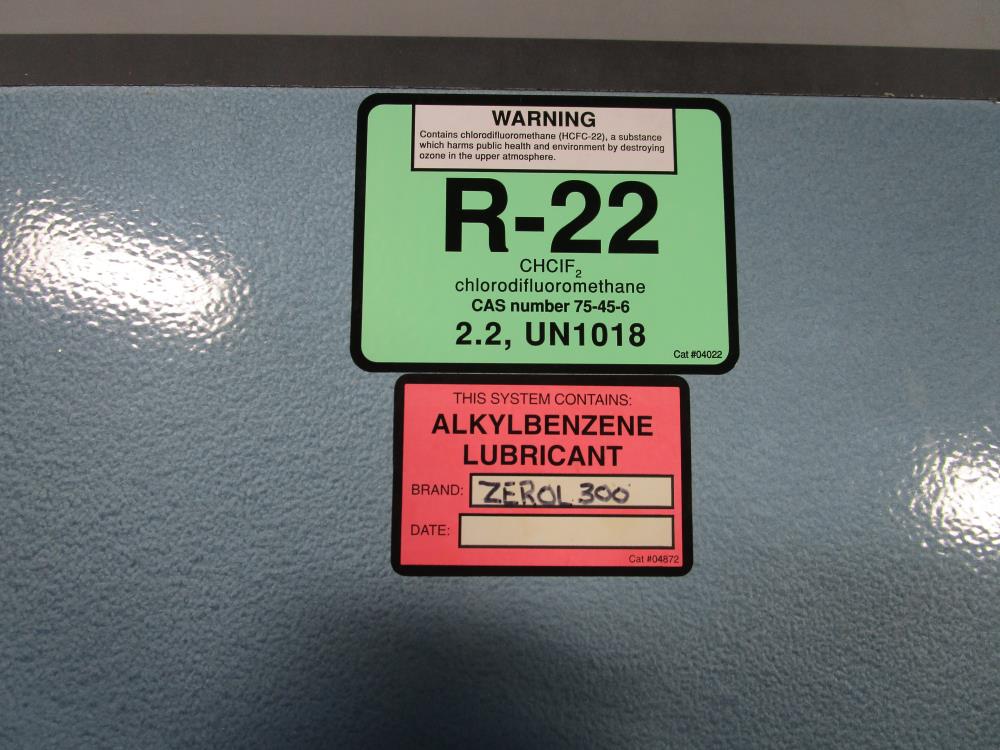 WARNING
Contains chlorodifluoromethane (HCFC-22), a substance
which harms public health and environment by destroying
ozone in the upper atmosphere.
R-22
CHCIF₂
chlorodifluoromethane
CAS number 75-45-6
2.2, UN1018
Cat #04022
THIS SYSTEM CONTAINS:
ALKYLBENZENE
LUBRICANT
BRAND: ZEROL 300
DATE:
Cat #04872